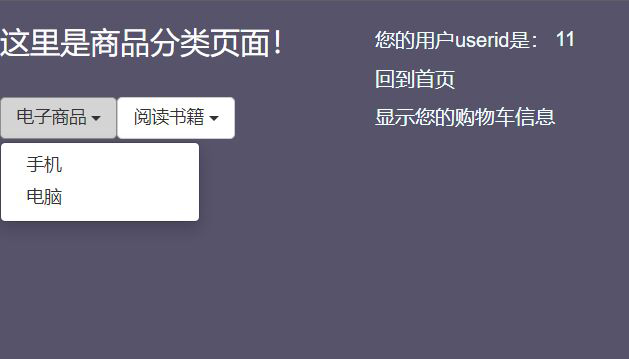 这里是商品分类页面！
电子商品 阅读书籍
手机
电脑
您的用户userid是： 11
回到首页
显示您的购物车信息